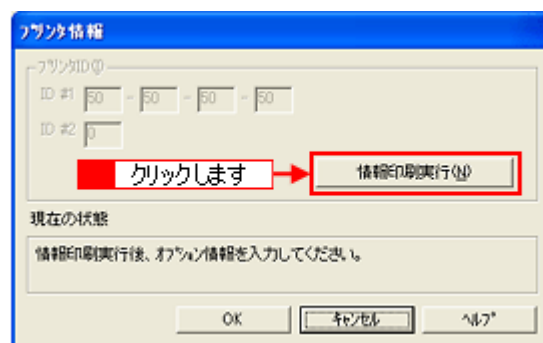 プリンタ情報
プリンタID(I)
ID #1 50 - 50 - 60 - 50
ID #2 0
クリックします 情報印刷実行(N)
現在の状態
情報印刷実行後、オプション情報を入力してください。
OK キャンセル ヘルプ